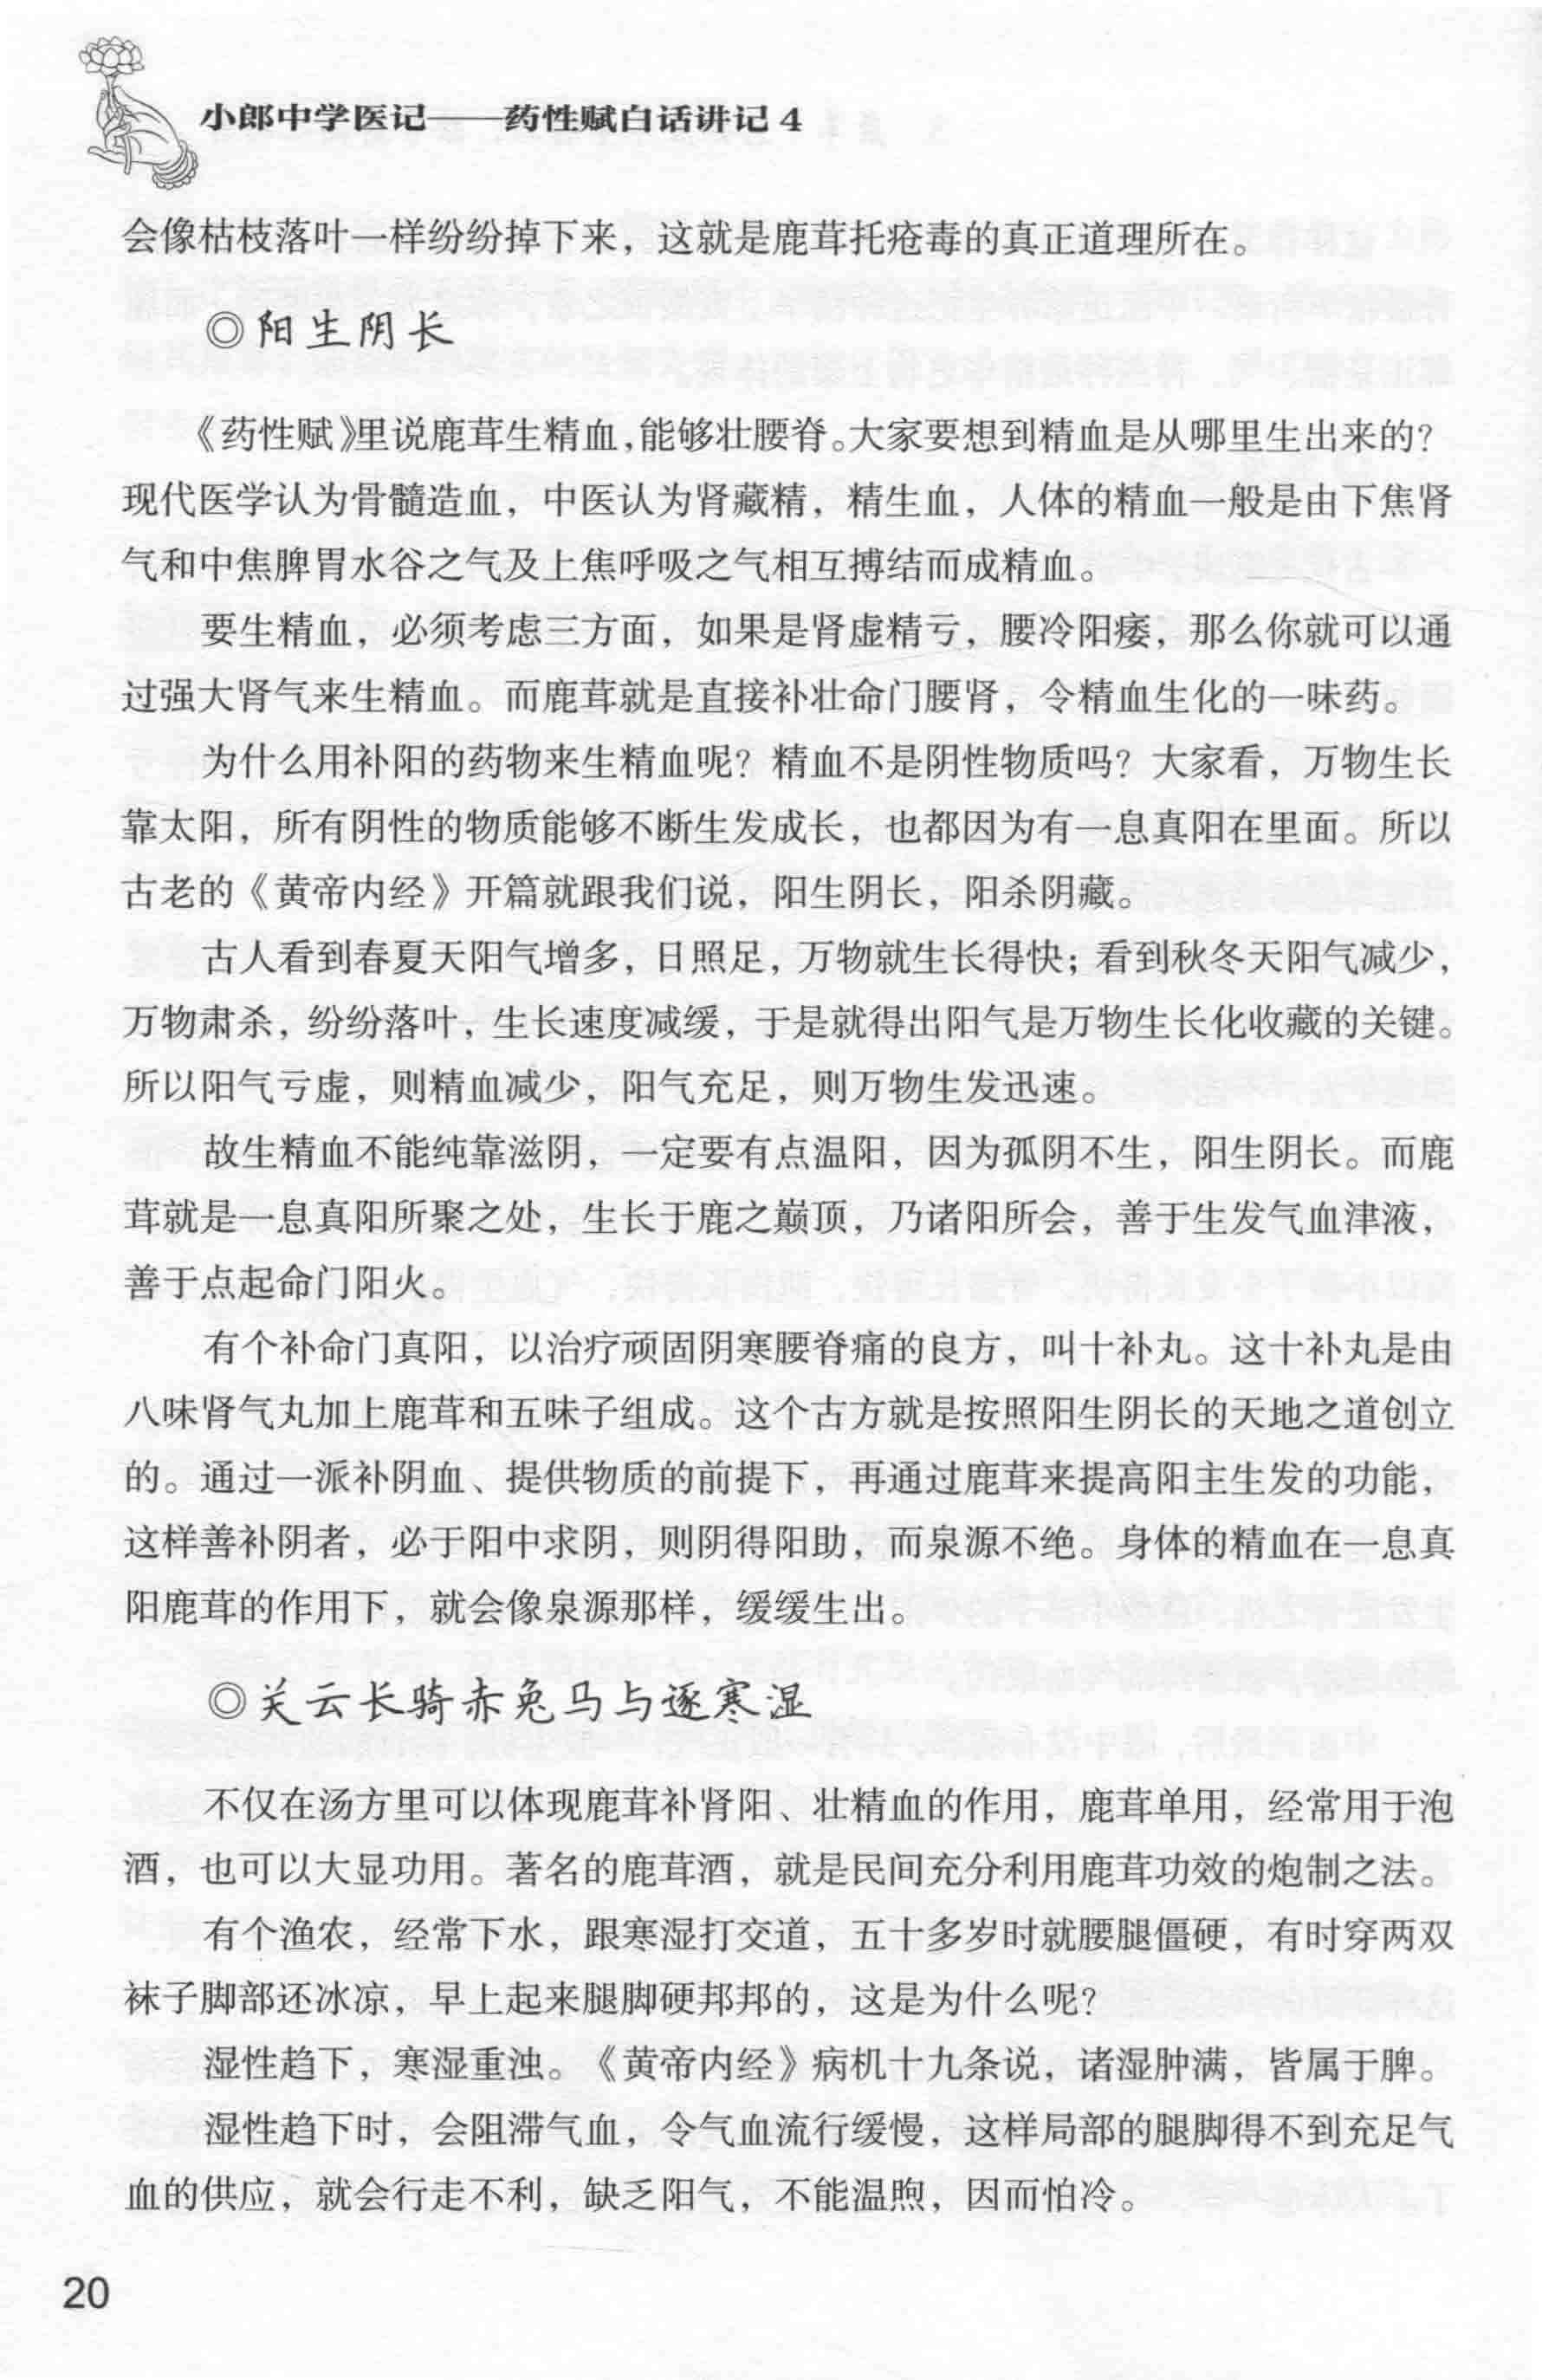 小郎中学医记——药性赋白话讲记 4
会像枯枝落叶一样纷纷掉下来，这就是鹿茸托疮毒的真正道理所在。
◎阳生阴长
《药性赋》里说鹿茸生精血，能够壮腰脊。大家要想到精血是从哪里生出来的？
现代医学认为骨髓造血，中医认为肾藏精，精生血，人体的精血一般是由下焦肾
气和中焦脾胃水谷之气及上焦呼吸之气相互搏结而成精血。
要生精血，必须考虑三方面，如果是肾虚精亏，腰冷阳痿，那么你就可以通
过强大肾气来生精血。而鹿茸就是直接补壮命门腰肾，令精血生化的一味药。
为什么用补阳的药物来生精血呢？精血不是阴性物质吗？大家看，万物生长
靠太阳，所有阴性的物质能够不断生发成长，也都因为有一息真阳在里面。所以
古老的《黄帝内经》开篇就跟我们说，阳生阴长，阳杀阴藏。
古人看到春夏天阳气增多，日照足，万物就生长得快；看到秋冬天阳气减少，
万物肃杀，纷纷落叶，生长速度减缓，于是就得出阳气是万物生长化收藏的关键。
所以阳气亏虚，则精血减少，阳气充足，则万物生发迅速。
故生精血不能纯靠滋阴，一定要有点温阳，因为孤阴不生，阳生阴长。而鹿
茸就是一息真阳所聚之处，生长于鹿之巅顶，乃诸阳所会，善于生发气血津液，
善于点起命门阳火。
有个补命门真阳，以治疗顽固阴寒腰脊痛的良方，叫十补丸。这十补丸是由
八味肾气丸加上鹿茸和五味子组成。这个古方就是按照阳生阴长的天地之道创立
的。通过一派补阴血、提供物质的前提下，再通过鹿茸来提高阳主生发的功能，
这样善补阴者，必于阳中求阴，则阴得阳助，而泉源不绝。身体的精血在一息真
阳鹿茸的作用下，就会像泉源那样，缓缓生出。
◎关云长骑赤兔马与逐寒湿
不仅在汤方里可以体现鹿茸补肾阳、壮精血的作用，鹿茸单用，经常用于泡
酒，也可以大显功用。著名的鹿茸酒，就是民间充分利用鹿茸功效的炮制之法。
有个渔农，经常下水，跟寒湿打交道，五十多岁时就腰腿僵硬，有时穿两双
袜子脚部还冰凉，早上起来腿脚硬邦邦的，这是为什么呢？
湿性趋下，寒湿重浊。《黄帝内经》病机十九条说，诸湿肿满，皆属于脾。
湿性趋下时，会阻滞气血，令气血流行缓慢，这样局部的腿脚得不到充足气
血的供应，就会行走不利，缺乏阳气，不能温煦，因而怕冷。
20